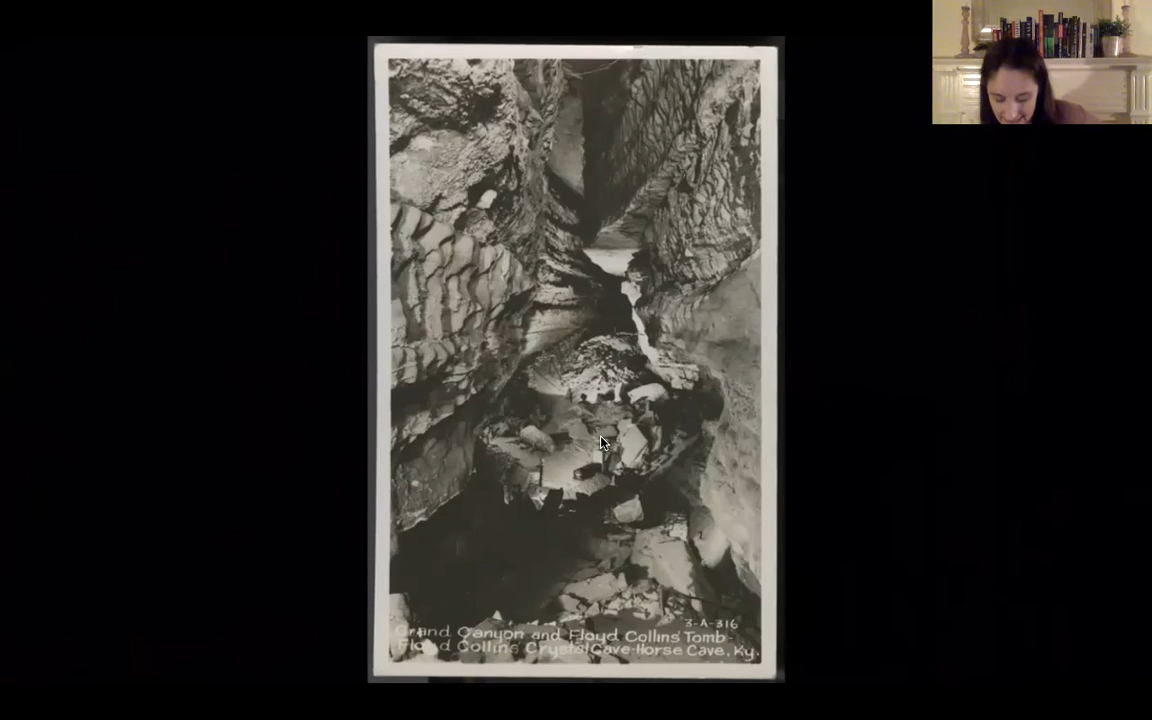 3-A-316
Grand Canyon and Floyd Collins' Tomb-
Floyd Collins' Crystal Cave-Horse Cave, Ky.